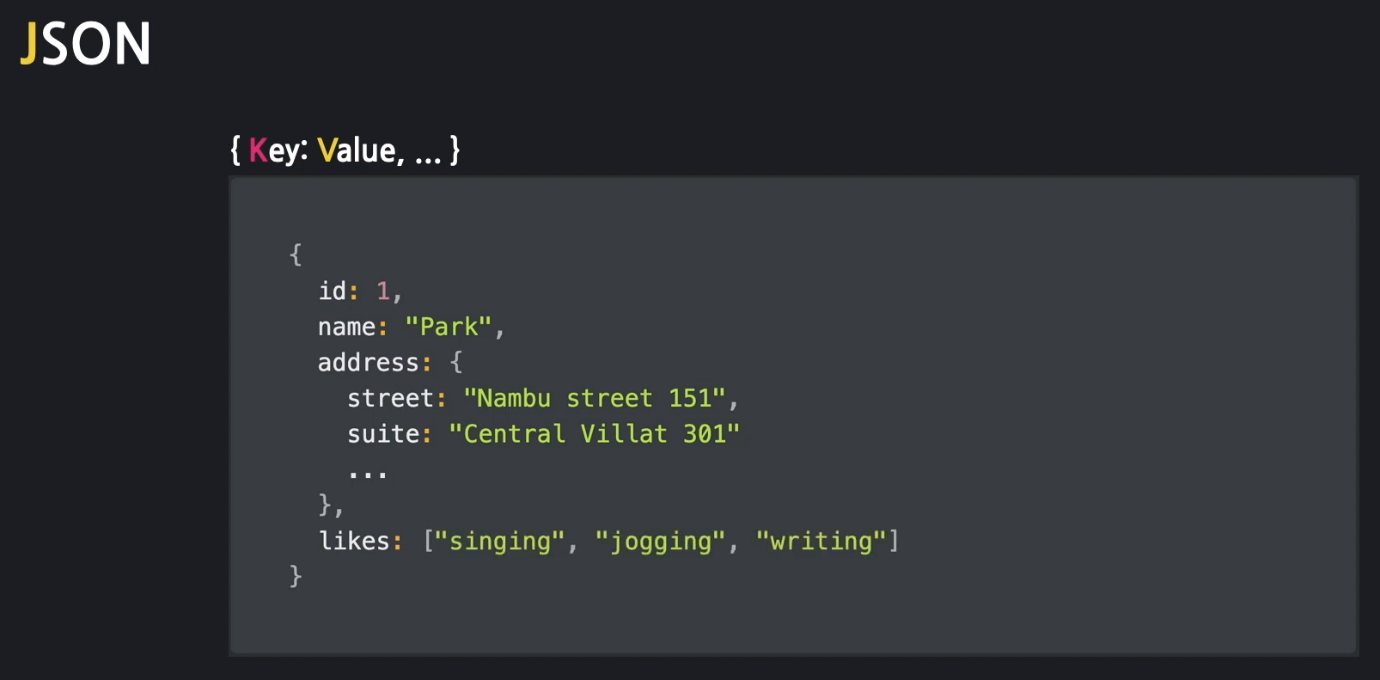 JSON
{ Key: Value, ... }
{
id: 1,
name: "Park",
address: {
street: "Nambu street 151",
suite: "Central Villat 301"
...
},
likes: ["singing", "jogging", "writing"]
}